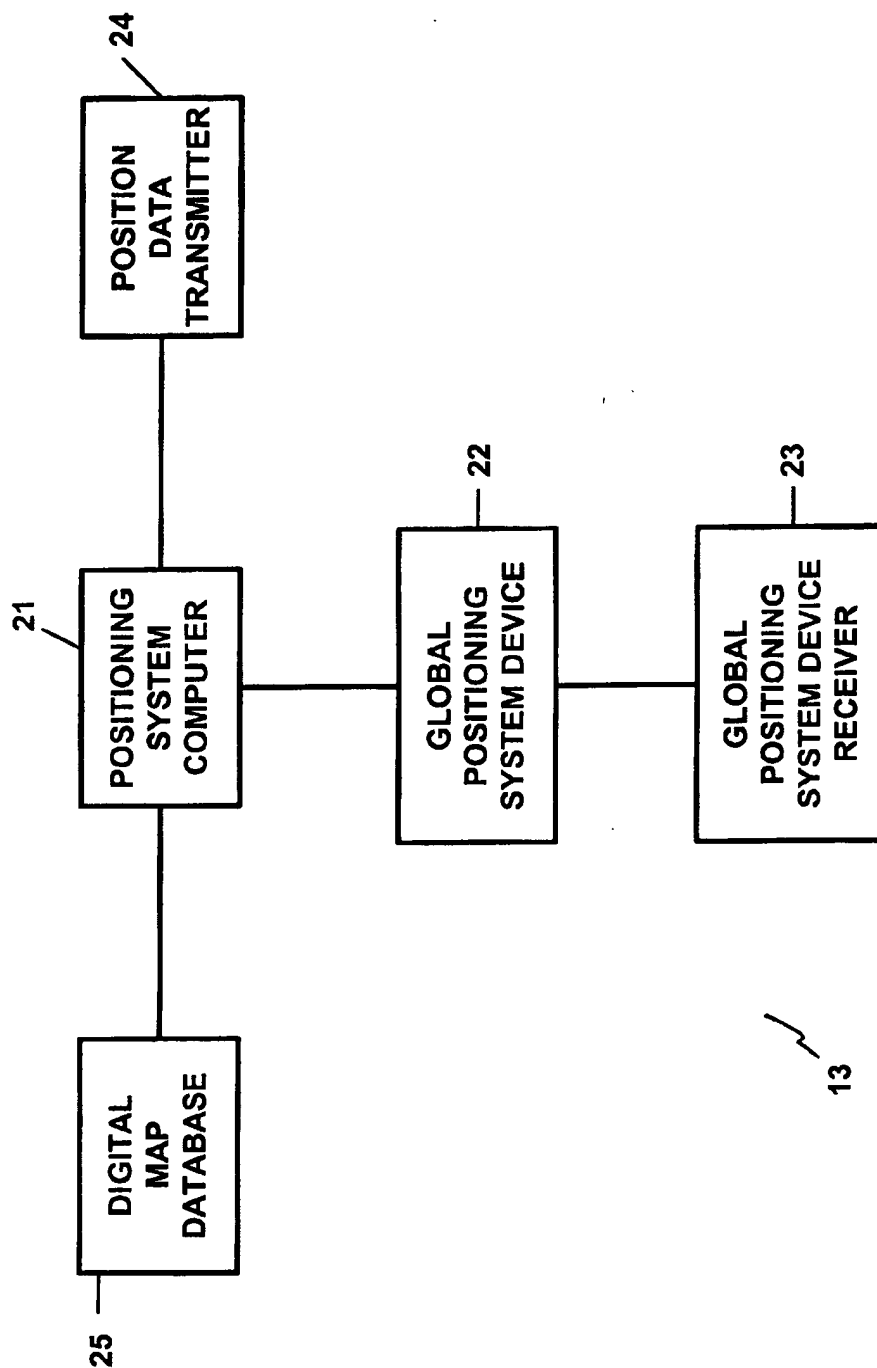 25
DIGITAL
MAP
DATABASE
21
POSITIONING
SYSTEM
COMPUTER
24
POSITION
DATA
TRANSMITTER
22
GLOBAL
POSITIONING
SYSTEM DEVICE
23
GLOBAL
POSITIONING
SYSTEM DEVICE
RECEIVER
13